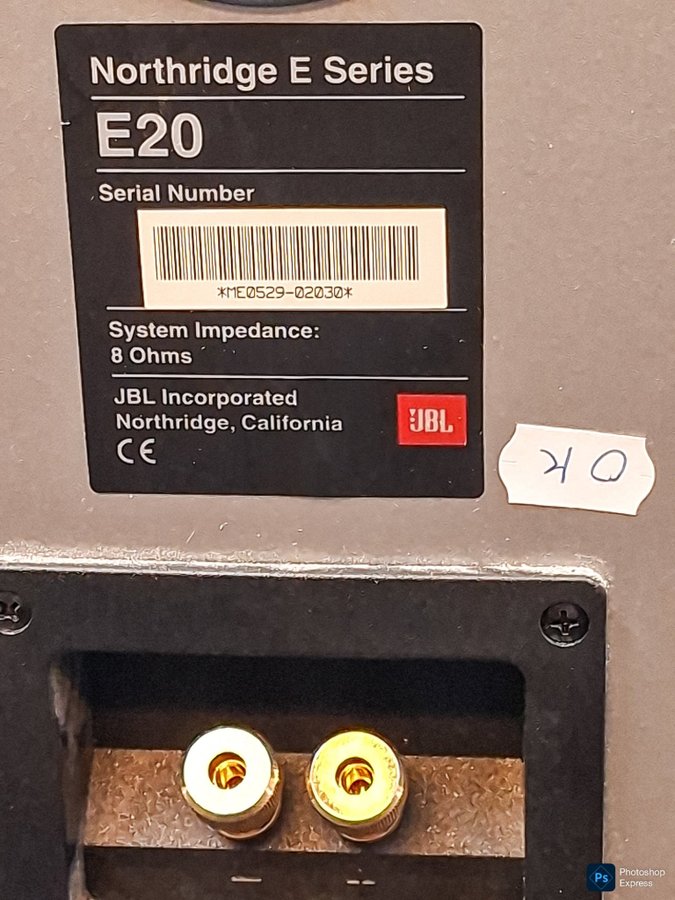 Northridge E Series
E20
Serial Number
*ME0529-02030*
System Impedance:
8 Ohms
JBL Incorporated
Northridge, California
CE
JBL
Ps
Photoshop
Express